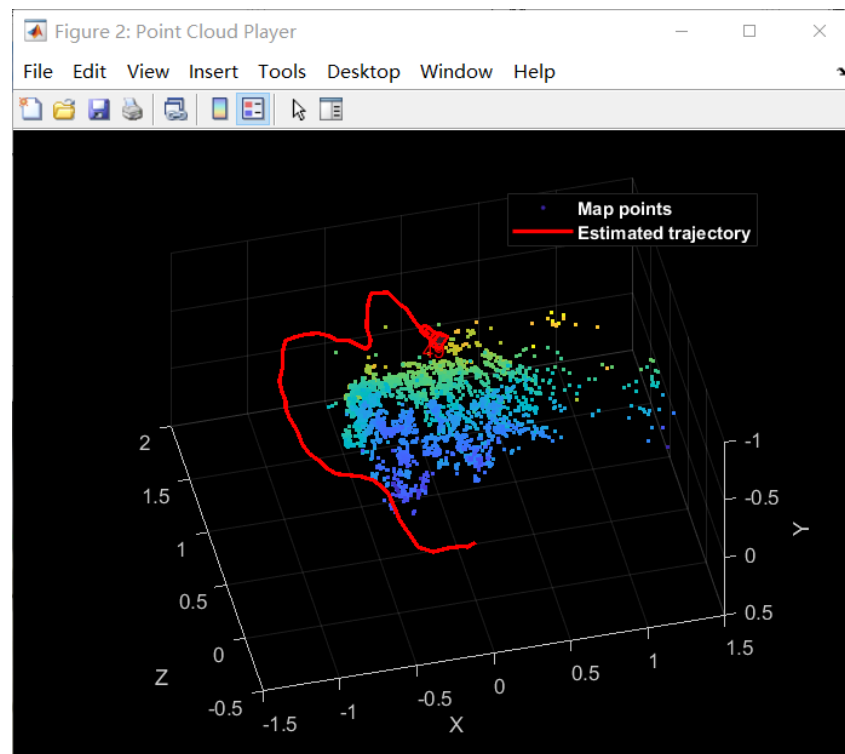 Figure 2: Point Cloud Player
File Edit View Insert Tools Desktop Window Help
Map points
Estimated trajectory
2
1.5
1
0.5
0
-0.5
Z
-1.5
-1
-0.5
0
0.5
1
1.5
X
-1
-0.5
0
0.5
Y